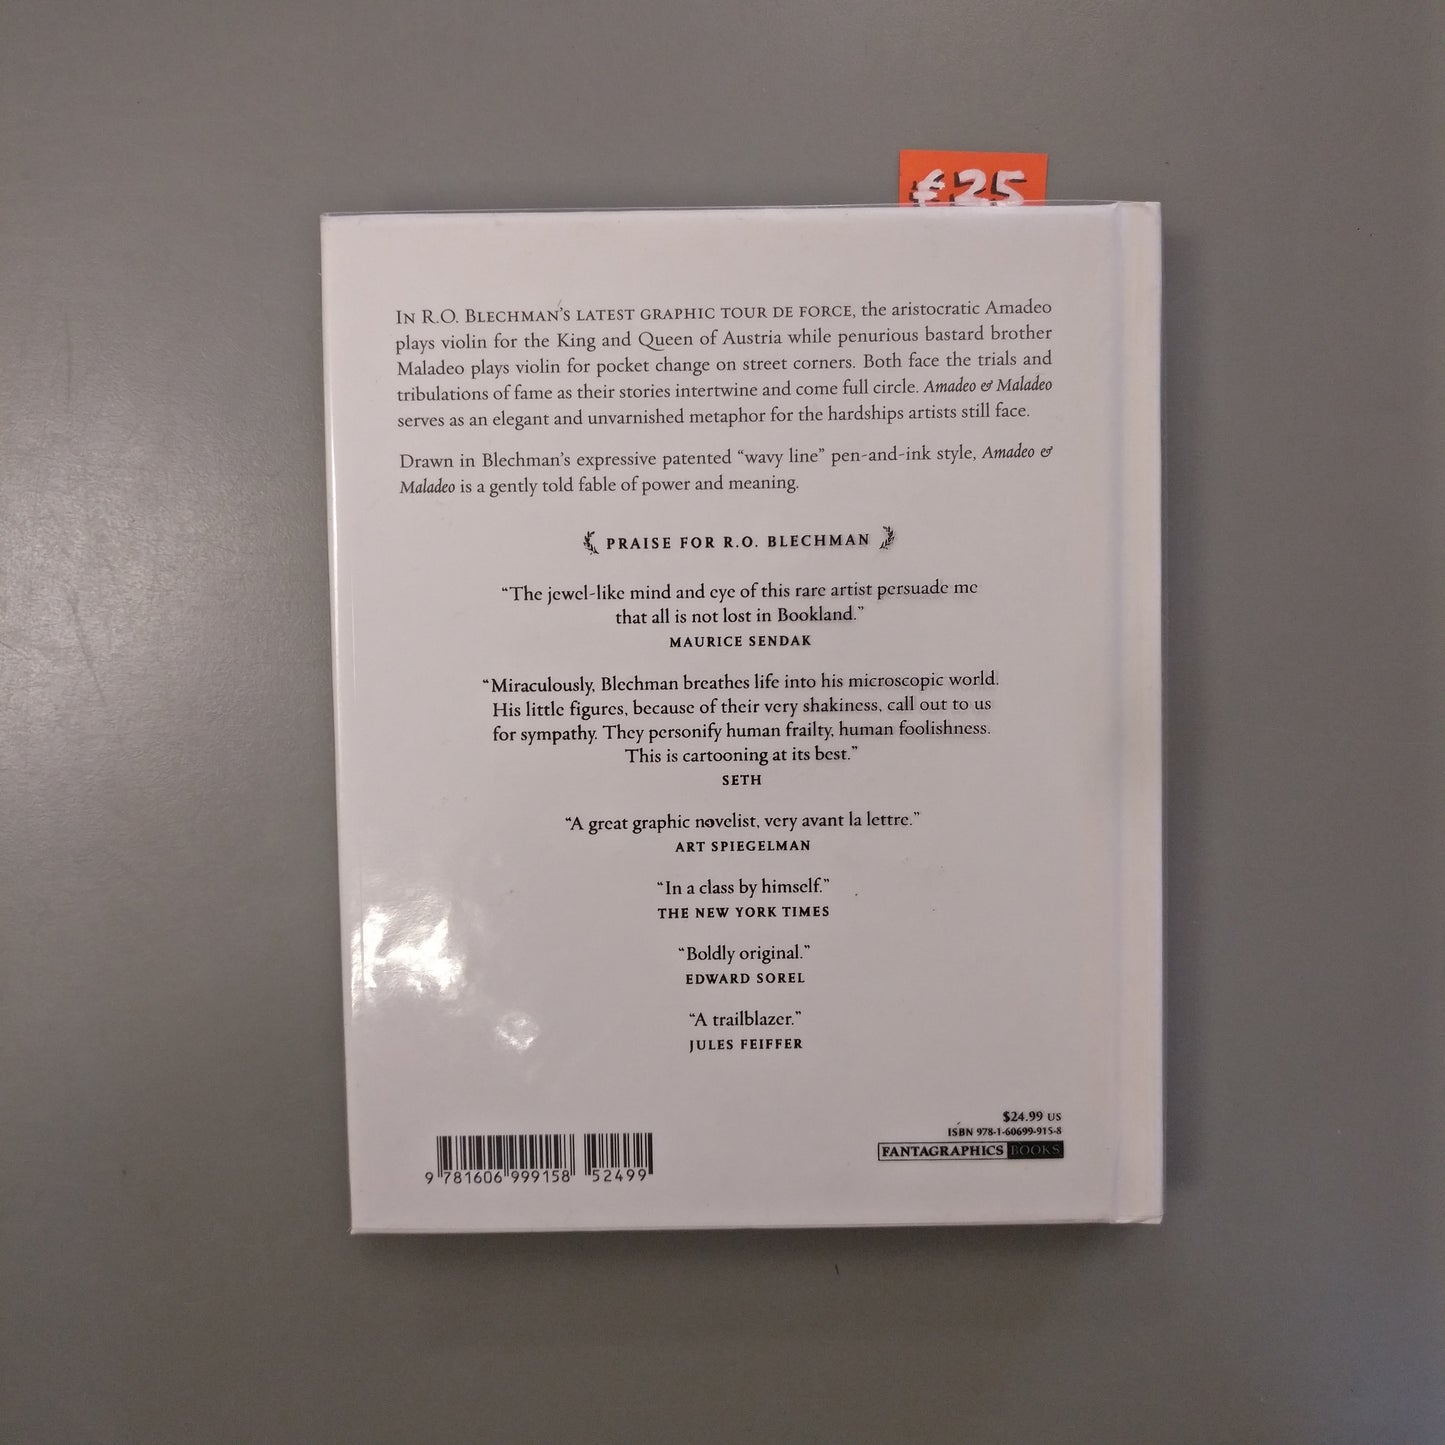 €25
IN R.O. BLECHMAN'S LATEST GRAPHIC TOUR DE FORCE, the aristocratic Amadeo
plays violin for the King and Queen of Austria while penurious bastard brother
Maladeo plays violin for pocket change on street corners. Both face the trials and
tribulations of fame as their stories intertwine and come full circle. Amadeo & Maladeo
serves as an elegant and unvarnished metaphor for the hardships artists still face.
Drawn in Blechman's expressive patented “wavy line” pen-and-ink style, Amadeo &
Maladeo is a gently told fable of power and meaning.
PRAISE FOR R.O. BLECHMAN
“The jewel-like mind and eye of this rare artist persuade me
that all is not lost in Bookland.”
MAURICE SENDAK
“Miraculously, Blechman breathes life into his microscopic world.
His little figures, because of their very shakiness, call out to us
for sympathy. They personify human frailty, human foolishness.
This is cartooning at its best.”
SETH
“A great graphic novelist, very avant la lettre.”
ART SPIEGELMAN
“In a class by himself.”
THE NEW YORK TIMES
“Boldly original.”
EDWARD SOREL
“A trailblazer.”
JULES FEIFFER
$24.99 US
ISBN 978-1-60699-915-8
FANTAGRAPHICS BOOKS
9 781606 999158 52499